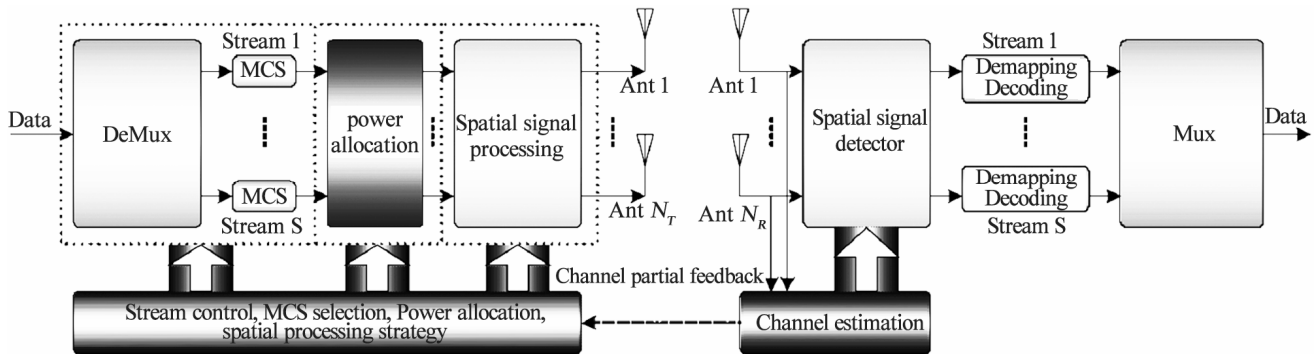 Data
DeMux
Stream 1
MCS
MCS
Stream S
power
allocation
Spatial signal
processing
Ant 1
Ant N_T
Ant 1
Ant N_R
Spatial signal
detector
Stream 1
Demapping
Decoding
Demapping
Decoding
Stream S
Mux
Data
Channel partial feedback
Stream control, MCS selection, Power allocation,
spatial processing strategy
Channel estimation